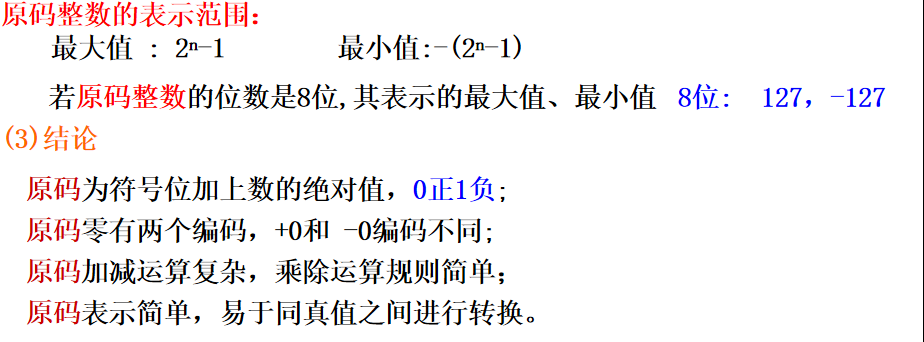 原码整数的表示范围：
最大值 : 2ⁿ-1 最小值:-(2ⁿ-1)
若原码整数的位数是8位,其表示的最大值、最小值 8位: 127，-127
(3)结论
原码为符号位加上数的绝对值，0正1负;
原码零有两个编码，+0和 -0编码不同;
原码加减运算复杂，乘除运算规则简单;
原码表示简单，易于同真值之间进行转换。